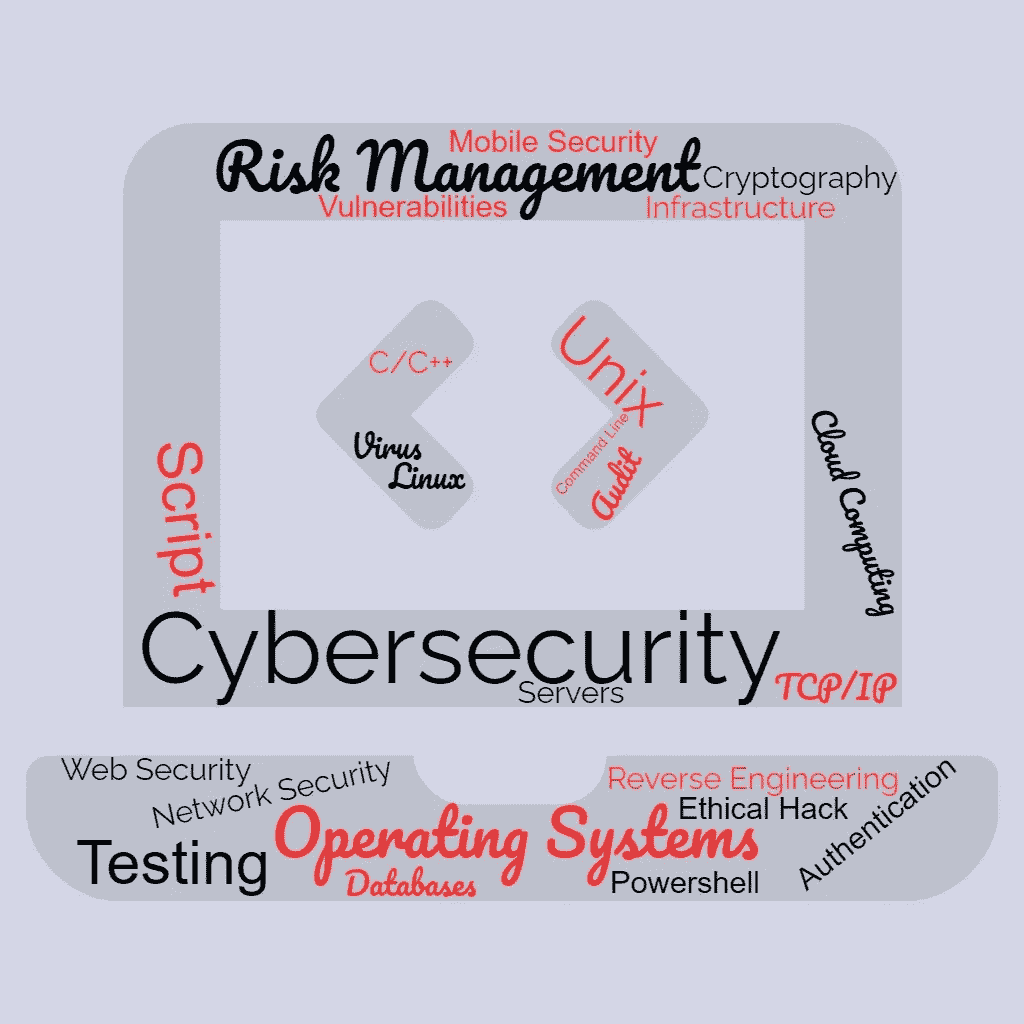 Mobile Security
Risk Management
Cryptography
Vulnerabilities
Infrastructure
C/C++
Unix
Virus
Linux
Command Line
Audit
Script
Cloud Computing
Cybersecurity
Servers
TCP/IP
Web Security
Network Security
Reverse Engineering
Ethical Hack
Authentication
Operating Systems
Testing
Databases
Powershell